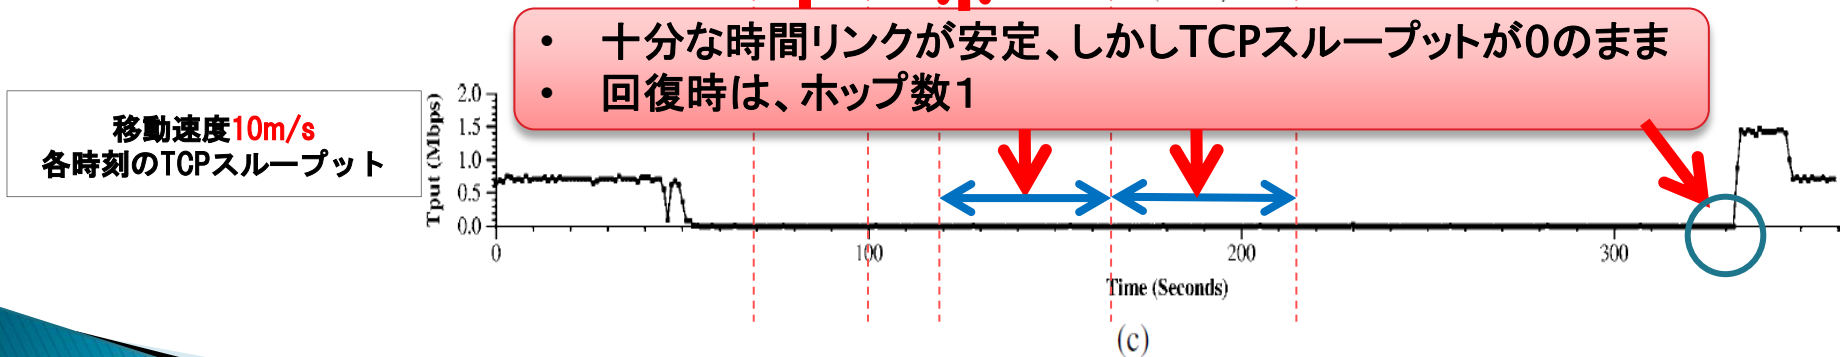 • 十分な時間リンクが安定、しかしTCPスループットが0のまま
• 回復時は、ホップ数１
移動速度10m/s
各時刻のTCPスループット
Tput (Mbps)
2.0
1.5
1.0
0.5
0.0
0 100 200 300
Time (Seconds)
(c)